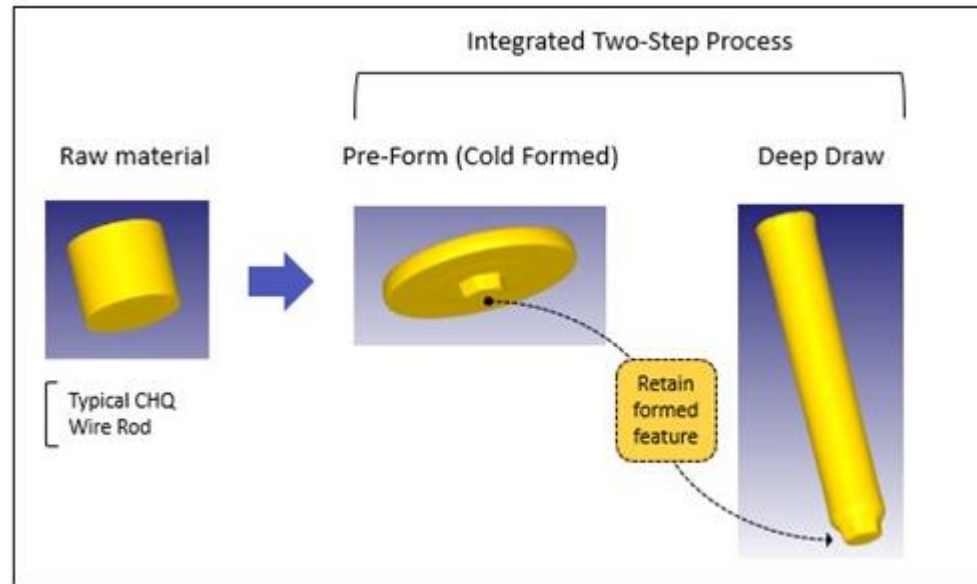 Integrated Two-Step Process
Raw material
Pre-Form (Cold Formed)
Deep Draw
Typical CHQ
Wire Rod
Retain
formed
feature